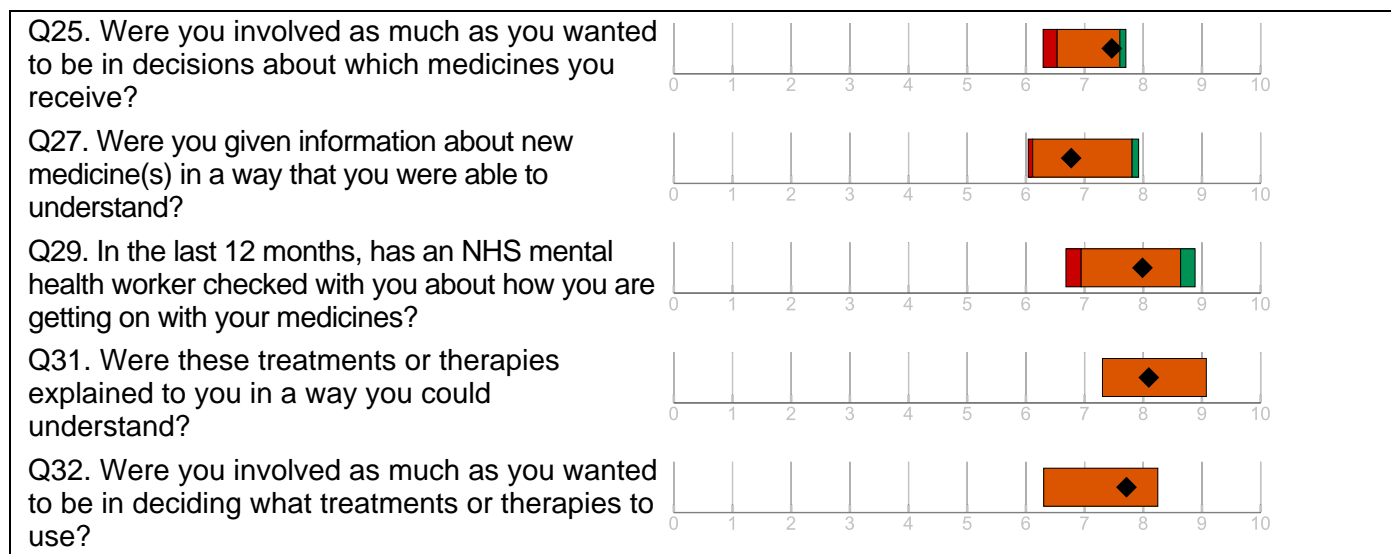 Q25. Were you involved as much as you wanted
to be in decisions about which medicines you
receive?
0 1 2 3 4 5 6 7 8 9 10
Q27. Were you given information about new
medicine(s) in a way that you were able to
understand?
0 1 2 3 4 5 6 7 8 9 10
Q29. In the last 12 months, has an NHS mental
health worker checked with you about how you are
getting on with your medicines?
0 1 2 3 4 5 6 7 8 9 10
Q31. Were these treatments or therapies
explained to you in a way you could
understand?
0 1 2 3 4 5 6 7 8 9 10
Q32. Were you involved as much as you wanted
to be in deciding what treatments or therapies to
use?
0 1 2 3 4 5 6 7 8 9 10